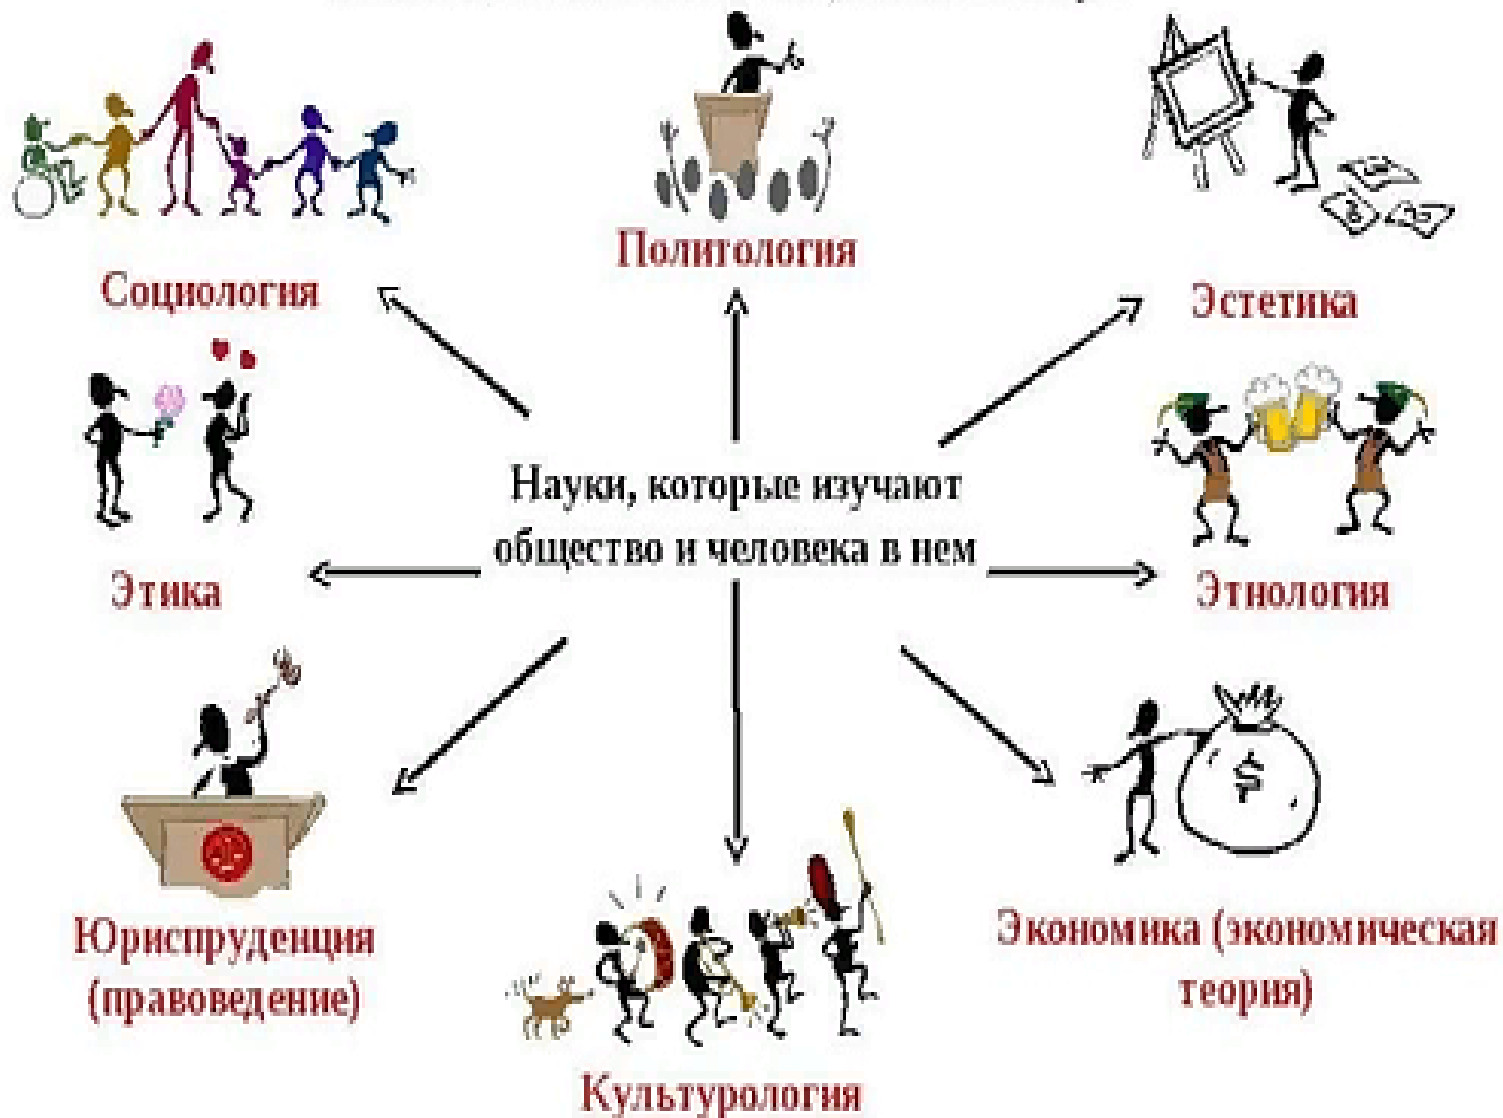 Политология
Социология
Эстетика
Науки, которые изучают
общество и человека в нем
Этика
Этнология
$
Юриспруденция
(правоведение)
Экономика (экономическая
теория)
Культурология